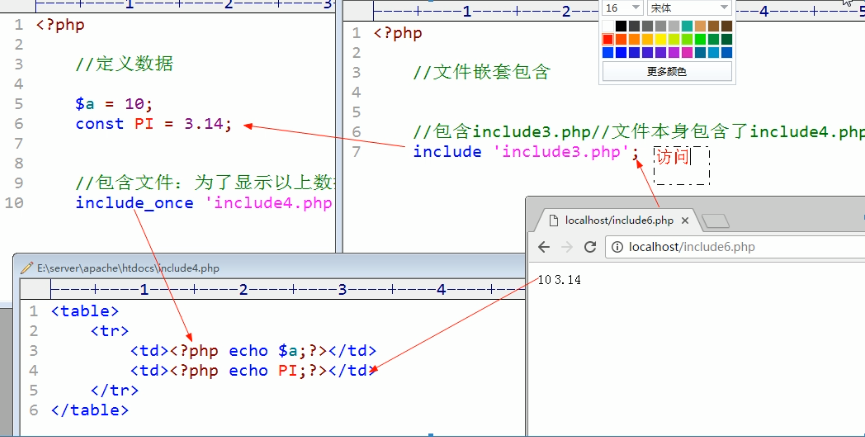 1 2 3
1 <?php
2
3 //定义数据
4
5 $a = 10;
6 const PI = 3.14;
7
8
9 //包含文件：为了显示以上数
10 include_once 'include4.php
1 2 4 5
1 <?php
2
3 //文件嵌套包含
4
5
6 //包含include3.php//文件本身包含了include4.php
7 include 'include3.php';
访问
16 宋体
更多颜色
E:\server\apache\htdocs\include4.php
1 2 3 4
1 <table>
2 <tr>
3 <td><?php echo $a;?></td>
4 <td><?php echo PI;?></td>
5 </tr>
6 </table>
localhost/include6.php
localhost/include6.php
10 3.14